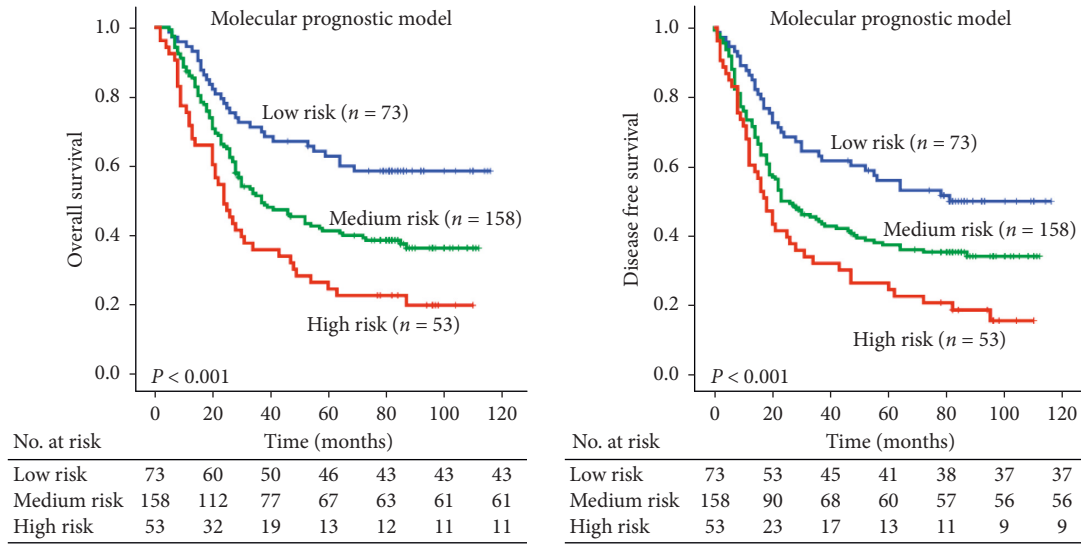 Molecular prognostic model
1.0
0.8
0.6
0.4
0.2
0.0
Overall survival
Low risk (n = 73)
Medium risk (n = 158)
High risk (n = 53)
P < 0.001
0 20 40 60 80 100 120
Time (months)
No. at risk
Low risk 73 60 50 46 43 43 43
Medium risk 158 112 77 67 63 61 61
High risk 53 32 19 13 12 11 11
Molecular prognostic model
1.0
0.8
0.6
0.4
0.2
0.0
Disease free survival
Low risk (n = 73)
Medium risk (n = 158)
High risk (n = 53)
P < 0.001
0 20 40 60 80 100 120
Time (months)
No. at risk
Low risk 73 53 45 41 38 37 37
Medium risk 158 90 68 60 57 56 56
High risk 53 23 17 13 11 9 9